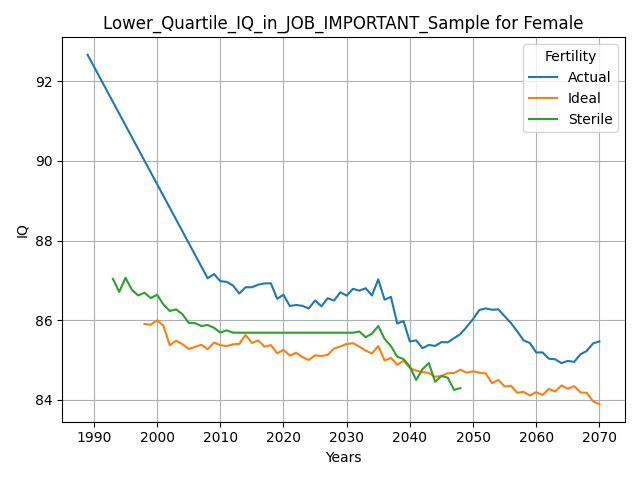 Lower_Quartile_IQ_in_JOB_IMPORTANT_Sample for Female
Fertility
Actual
Ideal
Sterile
IQ
92
90
88
86
84
1990 2000 2010 2020 2030 2040 2050 2060 2070
Years